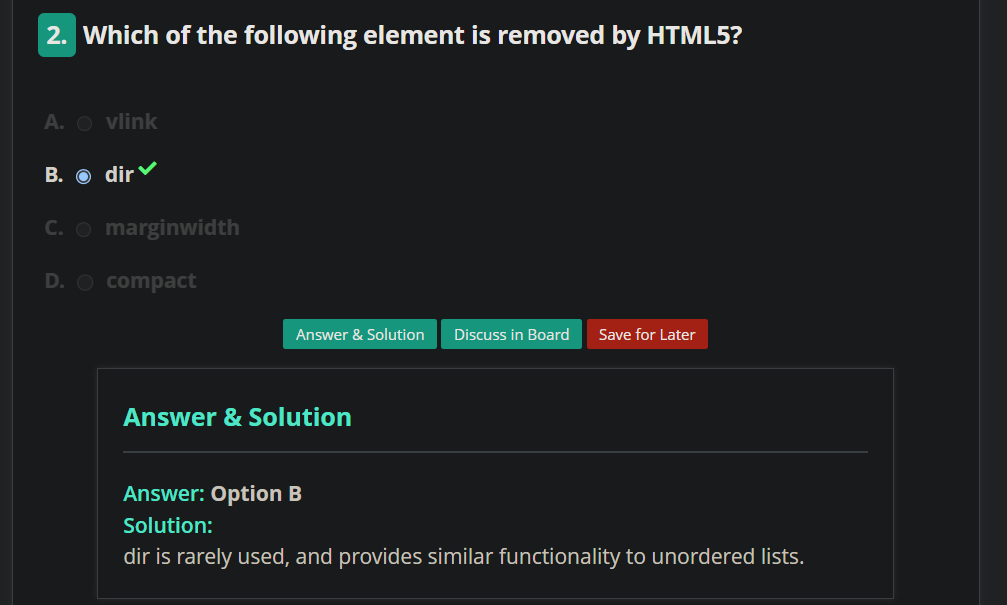 2. Which of the following element is removed by HTML5?
A. vlink
B. dir
C. marginwidth
D. compact
Answer & Solution Discuss in Board Save for Later
Answer & Solution
Answer: Option B
Solution:
dir is rarely used, and provides similar functionality to unordered lists.